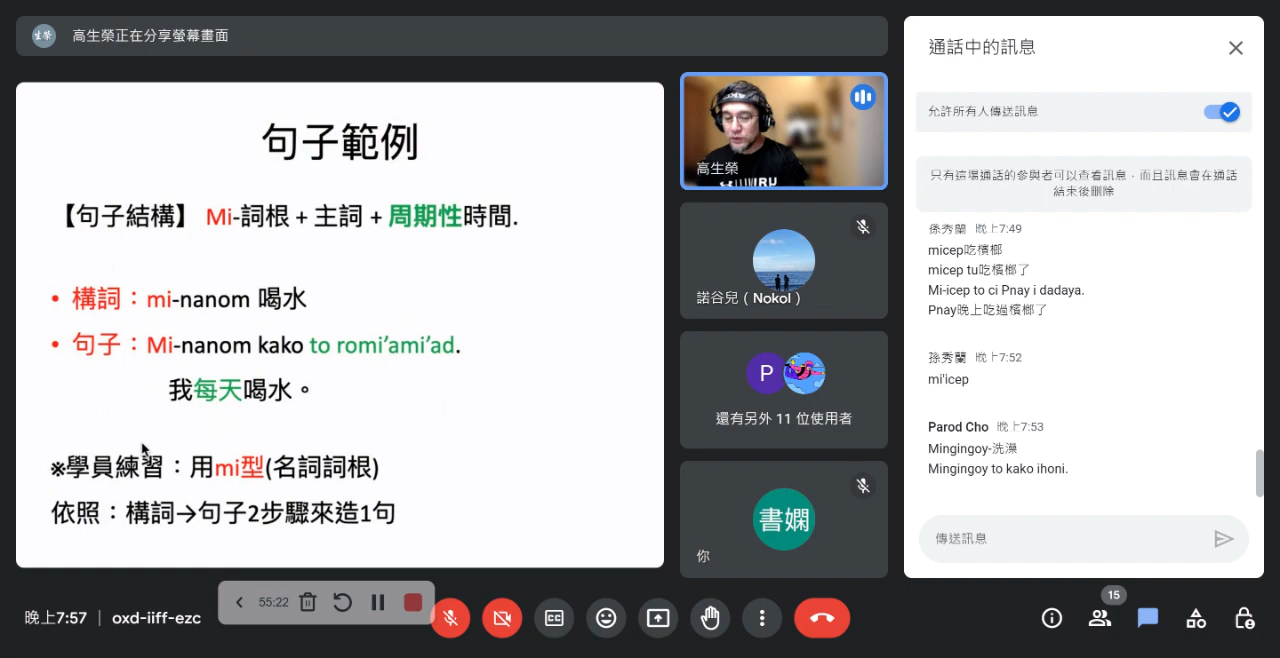 生榮
高生榮正在分享螢幕畫面
句子範例
【句子結構】 Mi-詞根 + 主詞 + 周期性時間.
• 構詞：mi-nanom 喝水
• 句子：Mi-nanom kako to romi’ami’ad.
我每天喝水。
※學員練習：用mi型(名詞詞根)
依照：構詞→句子2步驟來造1句
高生榮
諾谷兒 ( Nokol )
P
還有另外 11 位使用者
書嫻
你
通話中的訊息
允許所有人傳送訊息
只有這場通話的參與者可以查看訊息，而且訊息會在通話
結束後刪除
孫秀蘭 晚上7:49
micep吃檳榔
micep tu吃檳榔了
Mi-icep to ci Pnay i dadaya.
Pnay晚上吃過檳榔了
孫秀蘭 晚上7:52
mi'icep
Parod Cho 晚上7:53
Mingingoy-洗澡
Mingingoy to kako ihoni.
傳送訊息
晚上7:57 | oxd-iiff-ezc
55:22
CC
15